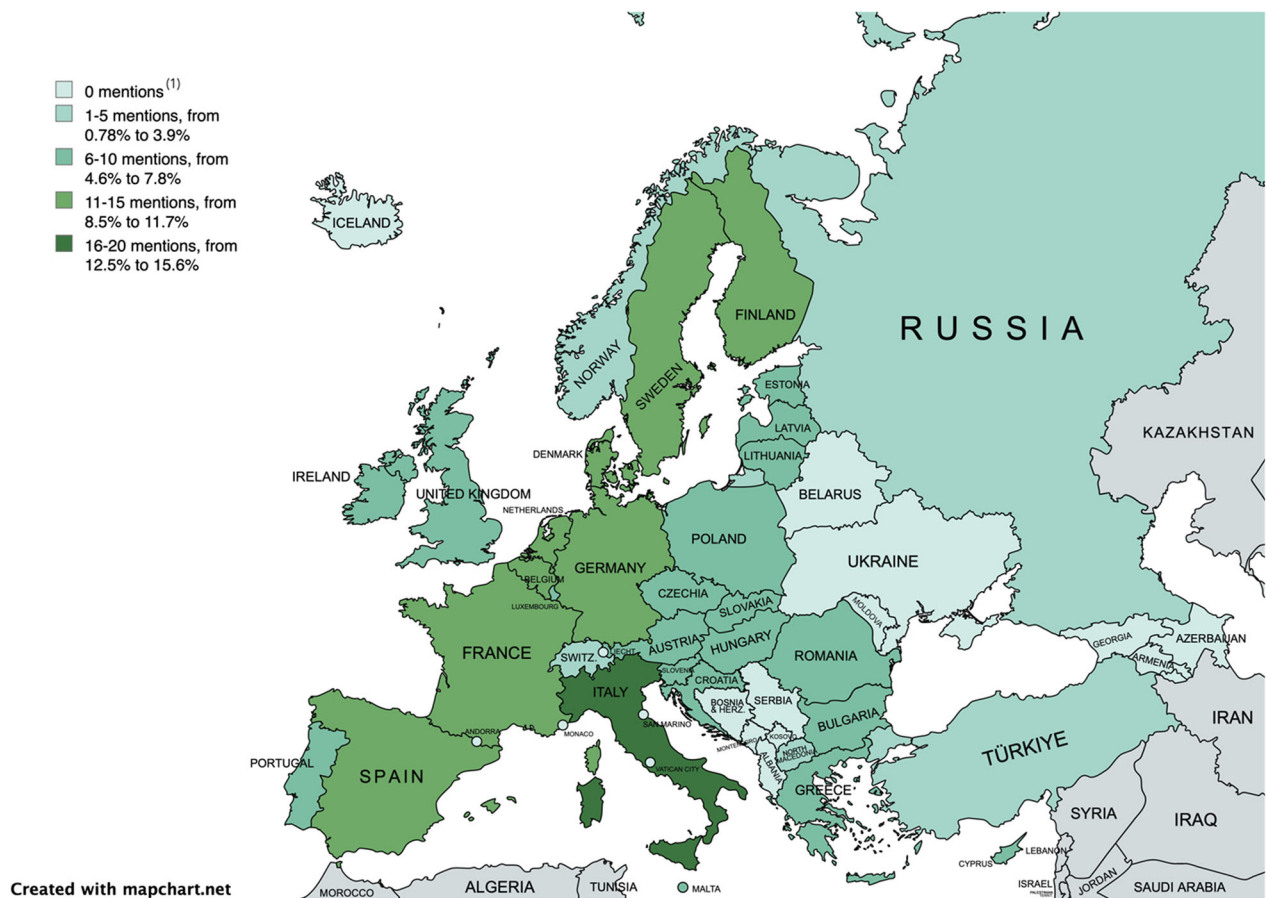 0 mentions(1)
1-5 mentions, from
0.78% to 3.9%
6-10 mentions, from
4.6% to 7.8%
11-15 mentions, from
8.5% to 11.7%
16-20 mentions, from
12.5% to 15.6%
ICELAND
FINLAND
RUSSIA
NORWAY
SWEDEN
ESTONIA
LATVIA
LITHUANIA
KAZAKHSTAN
DENMARK
IRELAND
UNITED KINGDOM
NETHERLANDS
BELARUS
POLAND
UKRAINE
GERMANY
BELGIUM
LUXEMBOURG
CZECHIA
SLOVAKIA
MOLDOVA
FRANCE
SWITZ.
AUSTRIA
HUNGARY
ROMANIA
GEORGIA
AZERBAIJAN
ARMENIA
SLOVENIA
CROATIA
ITALY
BOSNIA
& HERZ.
SERBIA
SAN MARINO
MONACO
ANDORRA
MONTENEGRO
KOSOVO
BULGARIA
IRAN
PORTUGAL
SPAIN
VATICAN CITY
ALBANIA
NORTH
MACEDONIA
TÜRKIYE
GREECE
SYRIA
IRAQ
CYPRUS
LEBANON
ISRAEL
JORDAN
SAUDI ARABIA
MALTA
TUNISIA
ALGERIA
MOROCCO
Created with mapchart.net